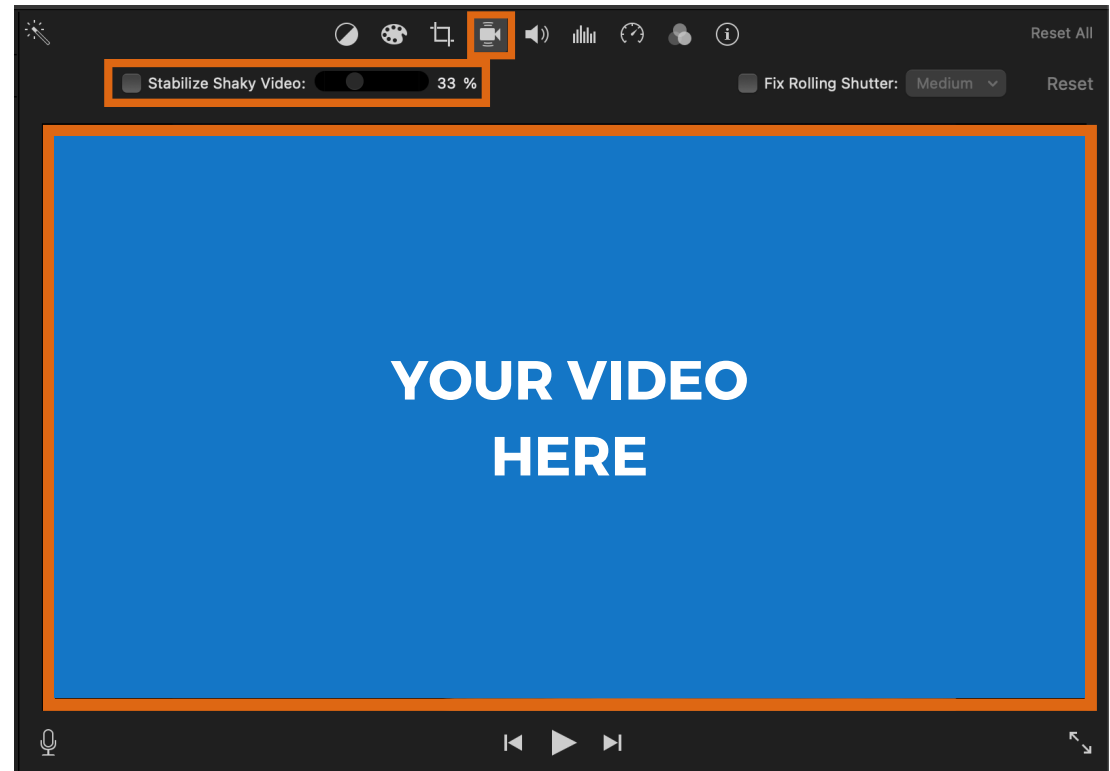 Reset All
Stabilize Shaky Video: 33 % Fix Rolling Shutter: Medium Reset
YOUR VIDEO
HERE